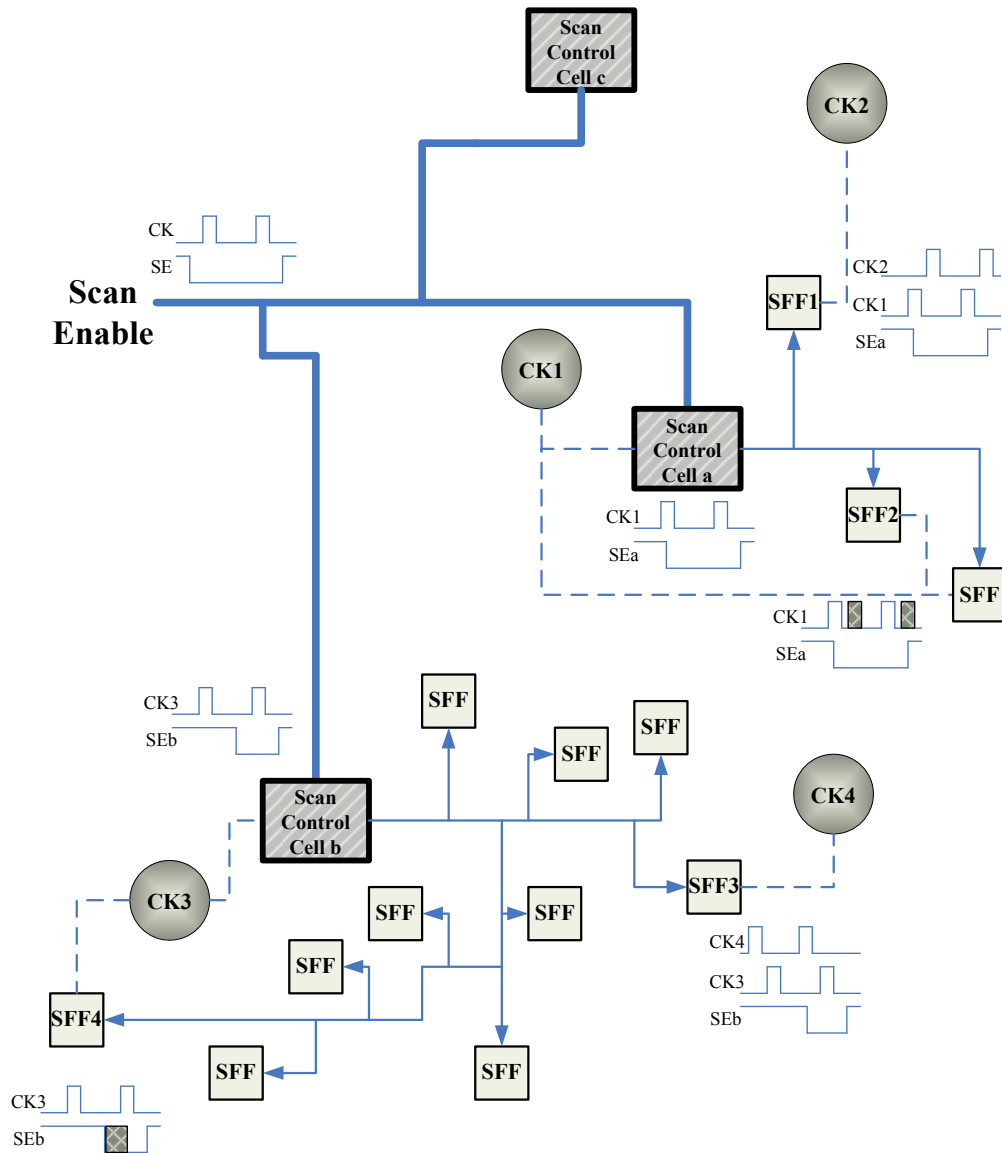 Scan
Control
Cell c
CK2
CK
SE
Scan
Enable
CK2
CK1
SEa
SFF1
CK1
Scan
Control
Cell a
SFF2
CK1
SEa
SFF
CK1
SEa
CK3
SEb
SFF
SFF
SFF
Scan
Control
Cell b
CK4
CK3
SFF3
SFF
SFF
SFF
CK4
CK3
SEb
SFF4
SFF
SFF
CK3
SEb